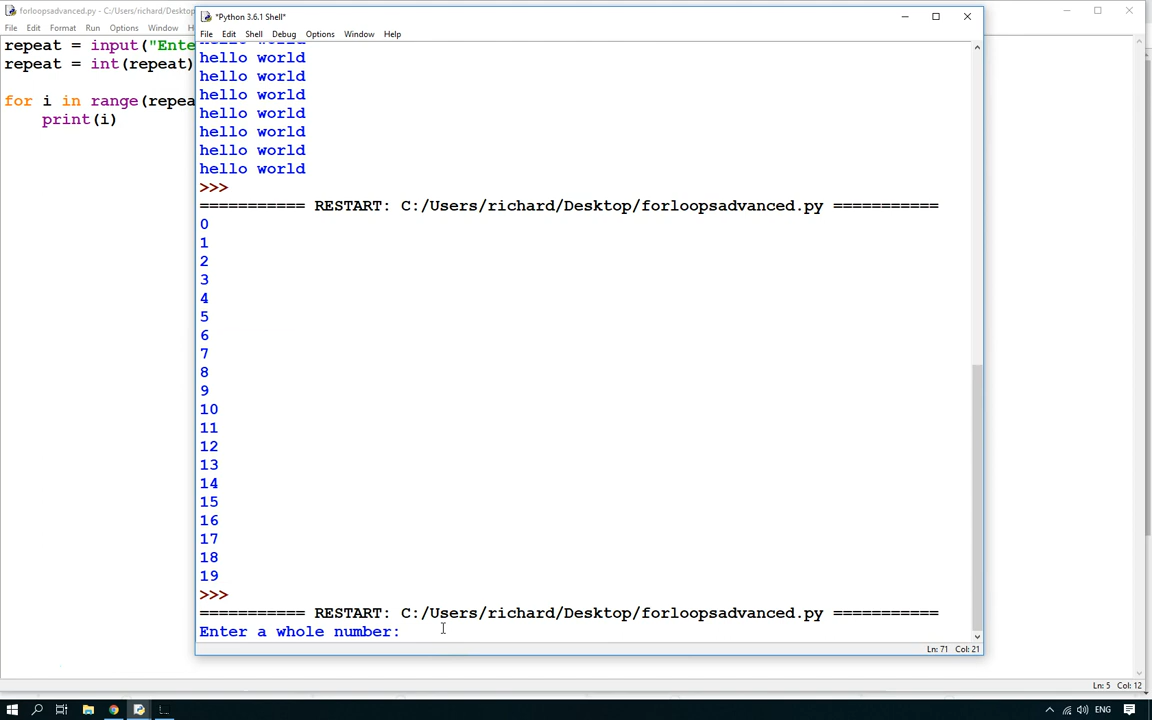 forloopsadvanced.py - C:/Users/richard/Desktop
File Edit Format Run Options Window
repeat = input("Ente
repeat = int(repeat)
for i in range(repea
print(i)
*Python 3.6.1 Shell*
File Edit Shell Debug Options Window Help
hello world
hello world
hello world
hello world
hello world
hello world
hello world
hello world
>>>
=========== RESTART: C:/Users/richard/Desktop/forloopsadvanced.py ===========
0
1
2
3
4
5
6
7
8
9
10
11
12
13
14
15
16
17
18
19
>>>
=========== RESTART: C:/Users/richard/Desktop/forloopsadvanced.py ===========
Enter a whole number:
Ln: 71 Col: 21
Ln: 5 Col: 12
ENG